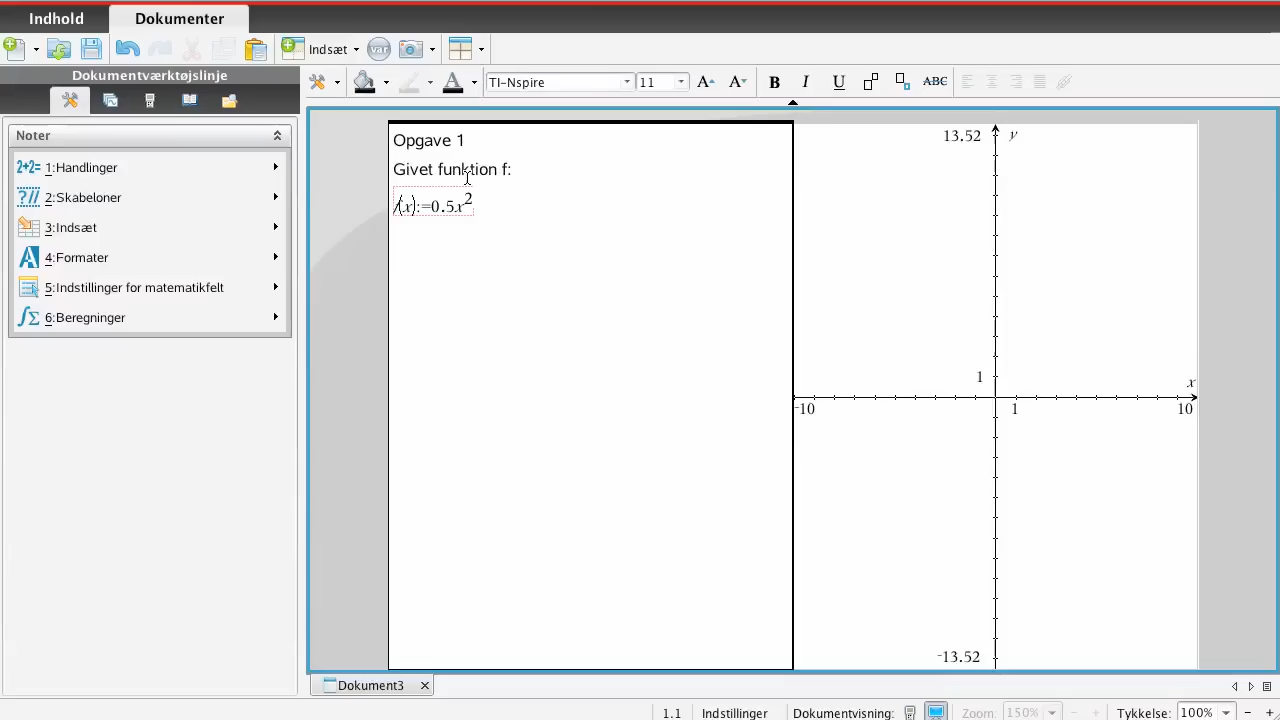 Indhold
Dokumenter
Indsæt
var
Dokumentværktøjslinje
TI-Nspire
11
A
A
A
B
I
U
ABC
Noter
1:Handlinger
2:Skabeloner
3:Indsæt
4:Formater
5:Indstillinger for matematikfelt
6:Beregninger
Opgave 1
Givet funktion f:
f(x):=0.5x²
13.52
y
1
x
-10
1
10
-13.52
Dokument3
1.1
Indstillinger
Dokumentvisning:
Zoom:
150%
Tykkelse:
100%